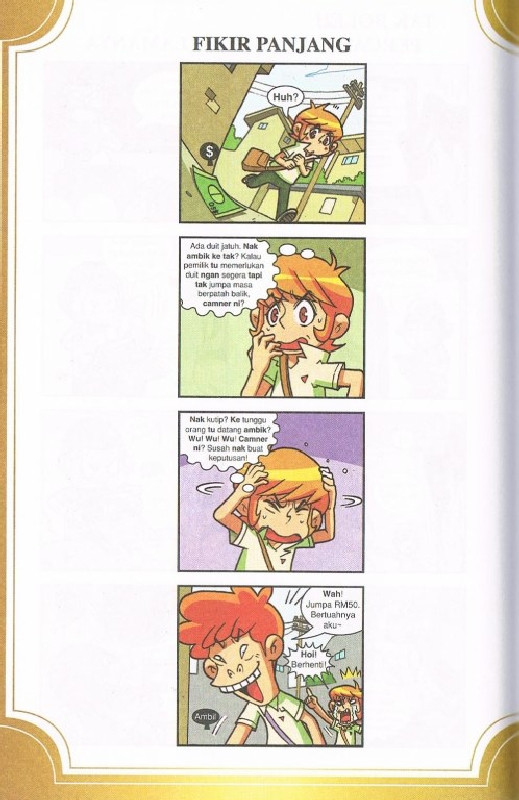 FIKIR PANJANG
Huh?
$
50
Ada duit jatuh. Nak
ambik ke tak? Kalau
pemilik tu memerlukan
duit ngan segera tapi
tak jumpa masa
berpatah balik,
camner ni?
Nak kutip? Ke tunggu
orang tu datang ambik?
Wu! Wu! Wu! Camner
ni? Susah nak buat
keputusan!
Wah!
Jumpa RM50.
Bertuahnya
aku~
Hoi!
Berhenti!
Ambil